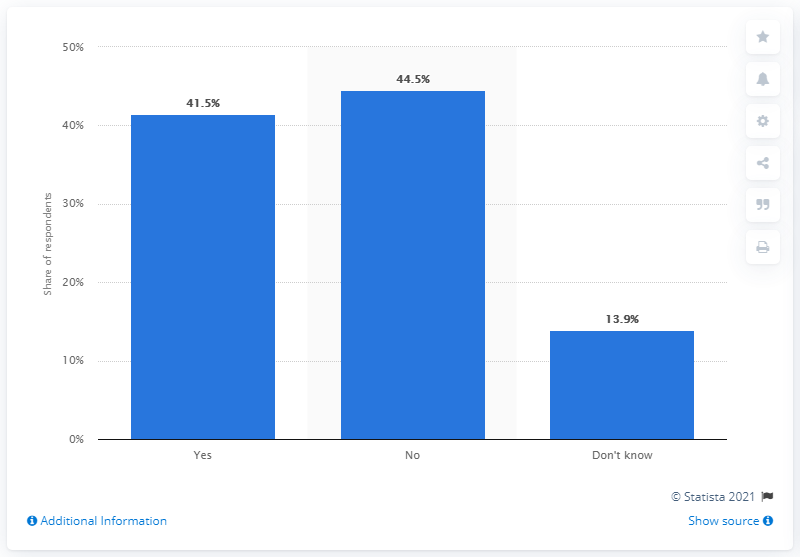 50%
40%
30%
20%
10%
0%
Share of respondents
41.5%
44.5%
13.9%
Yes
No
Don't know
© Statista 2021
Additional Information
Show source